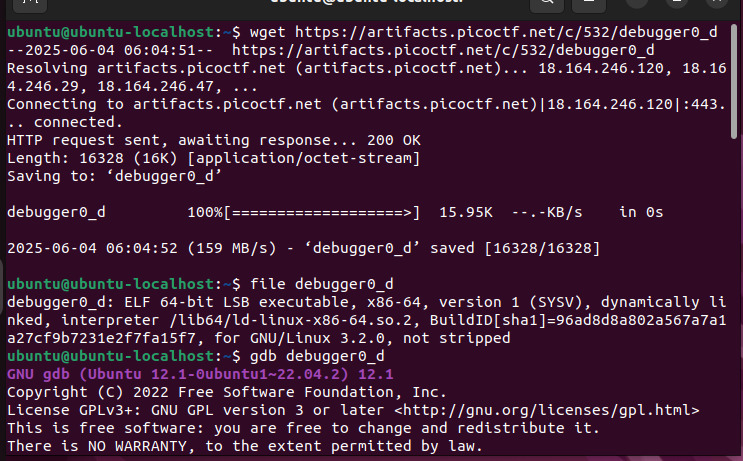 ubuntu@ubuntu-localhost:~$ wget https://artifacts.picoctf.net/c/532/debugger0_d
--2025-06-04 06:04:51--  https://artifacts.picoctf.net/c/532/debugger0_d
Resolving artifacts.picoctf.net (artifacts.picoctf.net)... 18.164.246.120, 18.16
4.246.29, 18.164.246.47, ...
Connecting to artifacts.picoctf.net (artifacts.picoctf.net)|18.164.246.120|:443.
.. connected.
HTTP request sent, awaiting response... 200 OK
Length: 16328 (16K) [application/octet-stream]
Saving to: ‘debugger0_d’
debugger0_d         100%[===================>]  15.95K  --.-KB/s    in 0s
2025-06-04 06:04:52 (159 MB/s) - ‘debugger0_d’ saved [16328/16328]
ubuntu@ubuntu-localhost:~$ file debugger0_d
debugger0_d: ELF 64-bit LSB executable, x86-64, version 1 (SYSV), dynamically li
nked, interpreter /lib64/ld-linux-x86-64.so.2, BuildID[sha1]=96ad8d8a802a567a7a1
a27cf9b7231e2f7fa15f7, for GNU/Linux 3.2.0, not stripped
ubuntu@ubuntu-localhost:~$ gdb debugger0_d
GNU gdb (Ubuntu 12.1-0ubuntu1~22.04.2) 12.1
Copyright (C) 2022 Free Software Foundation, Inc.
License GPLv3+: GNU GPL version 3 or later <http://gnu.org/licenses/gpl.html>
This is free software: you are free to change and redistribute it.
There is NO WARRANTY, to the extent permitted by law.